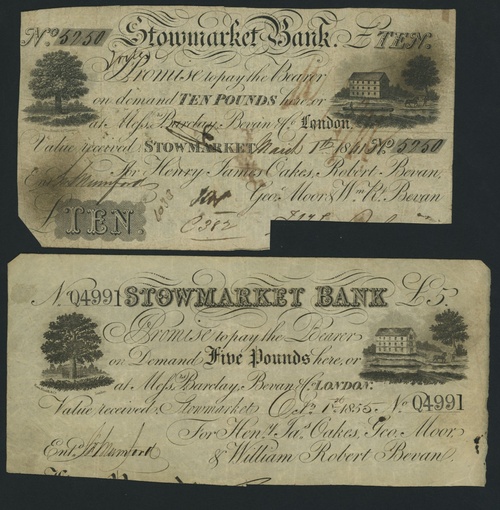 No. 5250 Stowmarket Bank. £ TEN.
Promise to pay the Bearer
on demand TEN POUNDS here or
at Messrs. Barclay, Bevan & Co. London.
Value received STOWMARKET March 1st 1841 No 5250
For Henry James Oakes, Robert Bevan,
Entd. Geo: Moor & Wm. Rt. Bevan
£ TEN.
N. Q4991 STOWMARKET BANK £5
Promise to pay the Bearer
on Demand Five Pounds here, or
at Messrs. Barclay, Bevan & Co. LONDON.
Value received, Stowmarket No Q4991
For Heny. Jas. Oakes, Geo. Moor,
Entd. & William Robert Bevan.